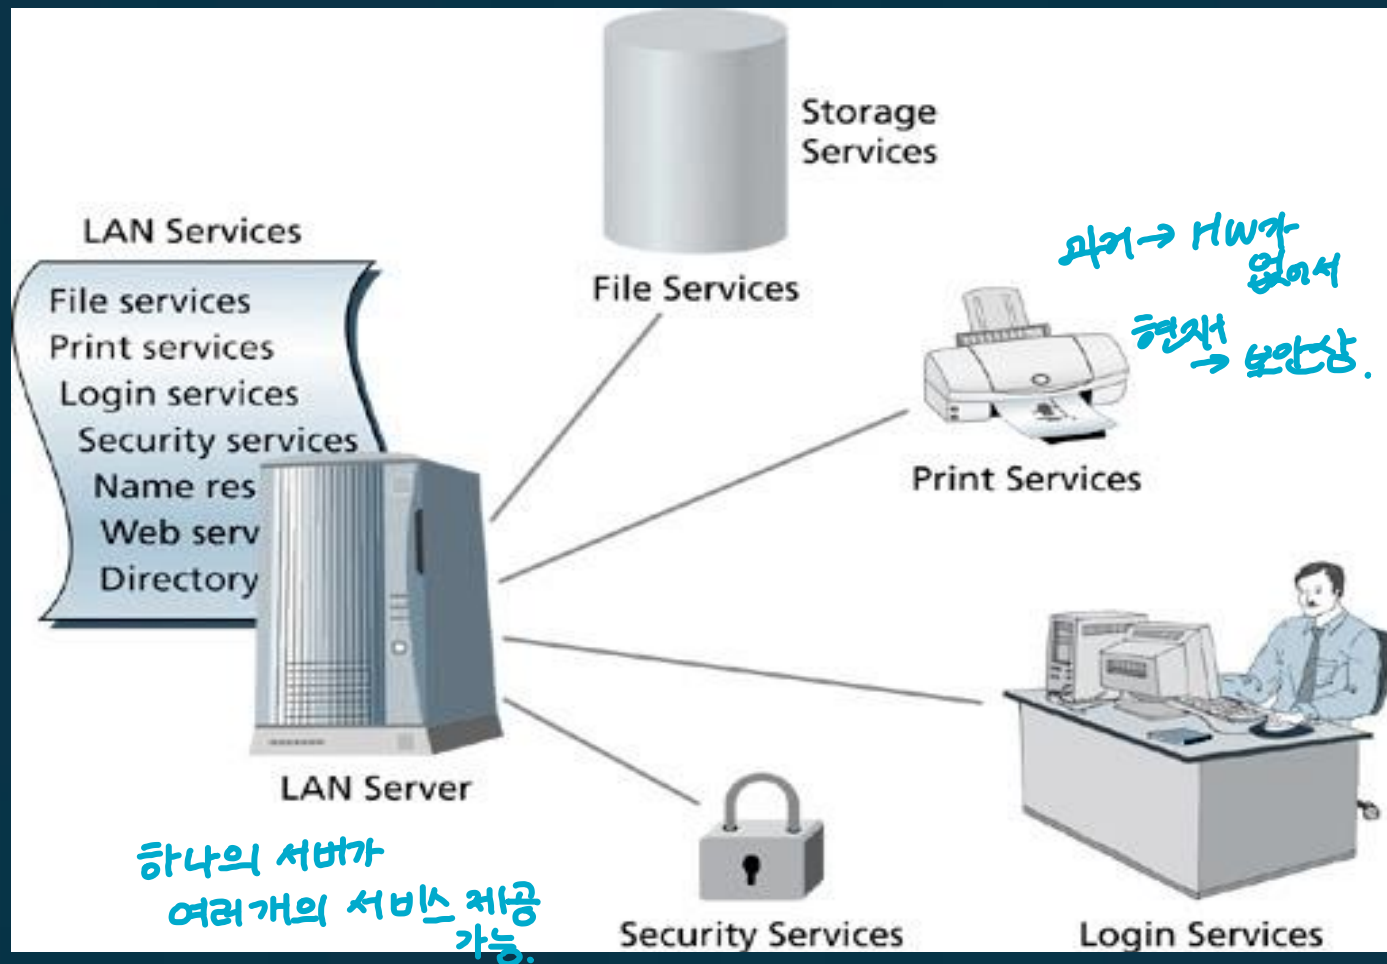 Storage
Services
File Services
LAN Services
File services
Print services
Login services
Security services
Name res
Web serv
Directory
LAN Server
과거→ HW가
없어서
현재
→ 보안상.
Print Services
하나의 서버가
여러개의 서비스 제공
가능.
Security Services
Login Services